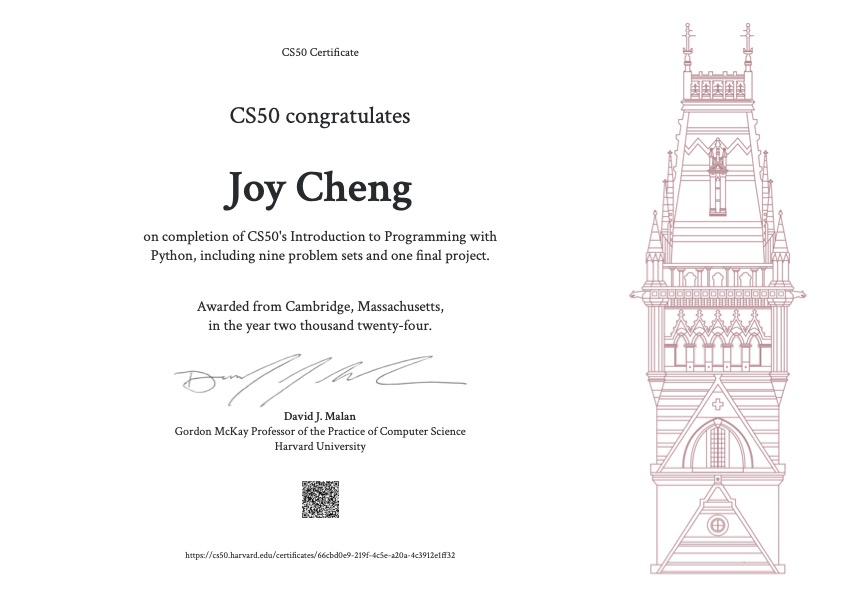 CS50 Certificate
CS50 congratulates
Joy Cheng
on completion of CS50's Introduction to Programming with
Python, including nine problem sets and one final project.
Awarded from Cambridge, Massachusetts,
in the year two thousand twenty-four.
David J. Malan
Gordon McKay Professor of the Practice of Computer Science
Harvard University
https://cs50.harvard.edu/certificates/66cbd0e9-219f-4c5e-a20a-4c3912e1ff32